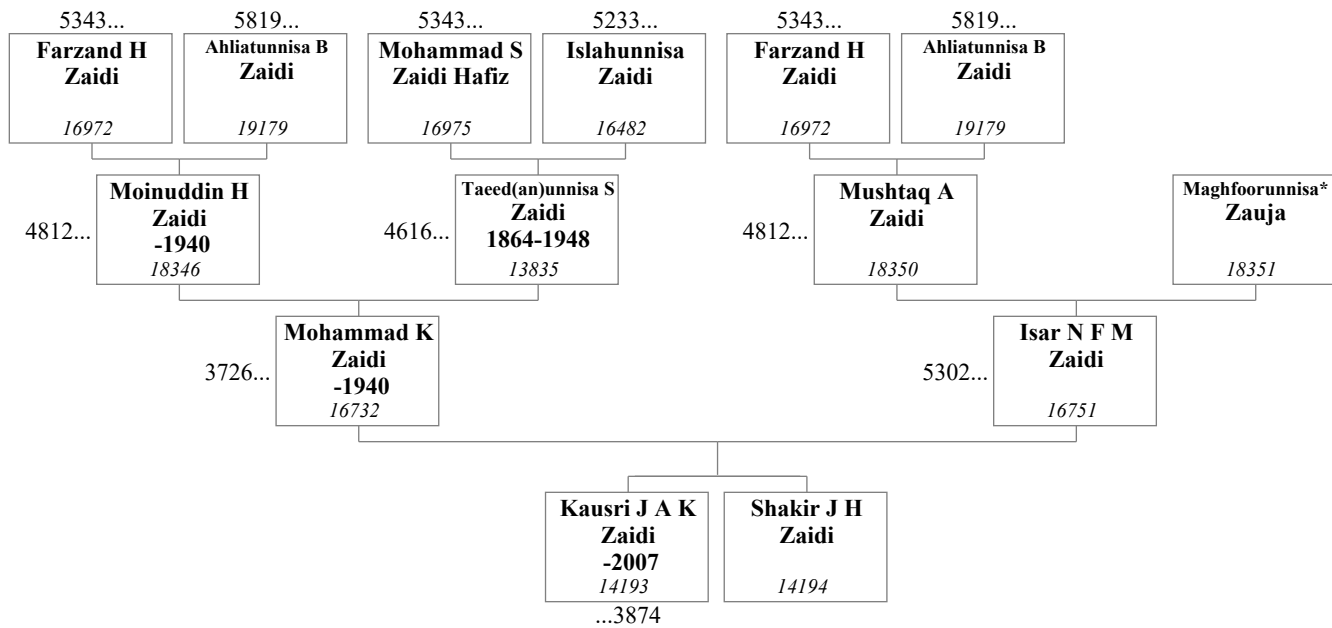 5343...
5819...
5343...
5233...
5343...
5819...
Farzand H
Zaidi
16972
Ahliatunnisa B
Zaidi
19179
Mohammad S
Zaidi Hafiz
16975
Islahunnisa
Zaidi
16482
Farzand H
Zaidi
16972
Ahliatunnisa B
Zaidi
19179
4812...
Moinuddin H
Zaidi
-1940
18346
4616...
Taeed(an)unnisa S
Zaidi
1864-1948
13835
4812...
Mushtaq A
Zaidi
18350
Maghfoorunnisa*
Zauja
18351
3726...
Mohammad K
Zaidi
-1940
16732
5302...
Isar N F M
Zaidi
16751
Kausri J A K
Zaidi
-2007
14193
...3874
Shakir J H
Zaidi
14194